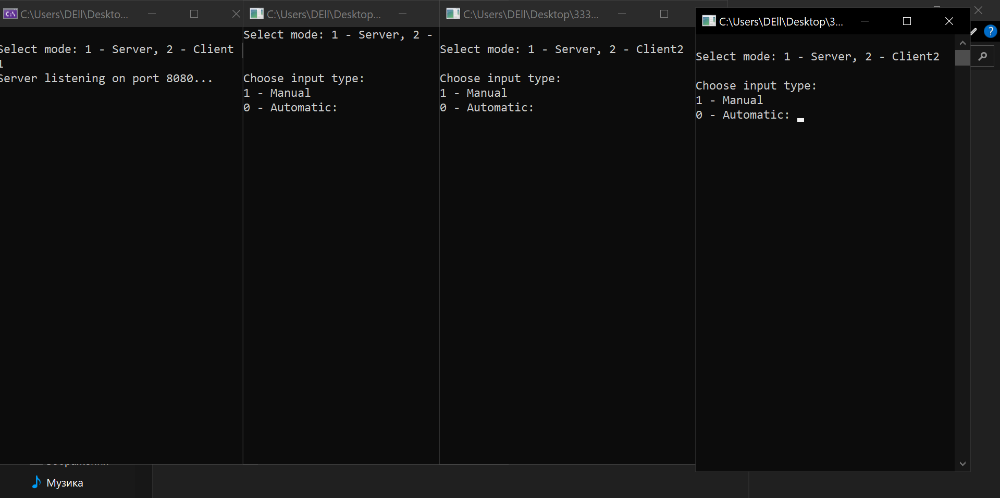 C:\Users\DEll\Deskto...
Select mode: 1 - Server, 2 - Client
1
Server listening on port 8080...
C:\Users\DEll\Desktop...
Select mode: 1 - Server, 2 -
Choose input type:
1 - Manual
0 - Automatic:
C:\Users\DEll\Desktop\333...
Select mode: 1 - Server, 2 - Client2
Choose input type:
1 - Manual
0 - Automatic:
C:\Users\DEll\Desktop\3...
Select mode: 1 - Server, 2 - Client2
Choose input type:
1 - Manual
0 - Automatic:
?
Музика